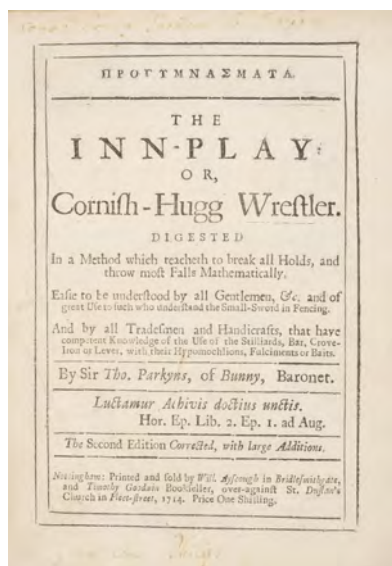 ΠΡΟΓΥΜΝΑΣΜΑΤΑ.
THE
INN-PLAY:
OR,
Corniſh-Hugg Wreſtler.
DIGESTED
In a Method which teacheth to break all Holds, and
throw moſt Falls Mathematically.
Eaſie to be underſtood by all Gentlemen, &c. and of
great Uſe to ſuch who underſtand the Small-Sword in Fencing.
And by all Tradeſmen and Handicrafts, that have
competent Knowledge of the Uſe of the Stilliards, Bar, Crove-
Iron or Lever, with their Hypomochlions, Fulciments or Baits.
By Sir Tho. Parkyns, of Bunny, Baronet.
Luctamur Achivis doctius unctis.
Hor. Ep. Lib. 2. Ep. 1. ad Aug.
The Second Edition Corrected, with large Additions.
Nottingham: Printed and ſold by Will. Ayſcough in Bridleſmithgate,
and Timothy Goodwin Bookſeller, over-againſt St. Dunſtan's
Church in Fleet-ſtreet, 1714. Price One Shilling.